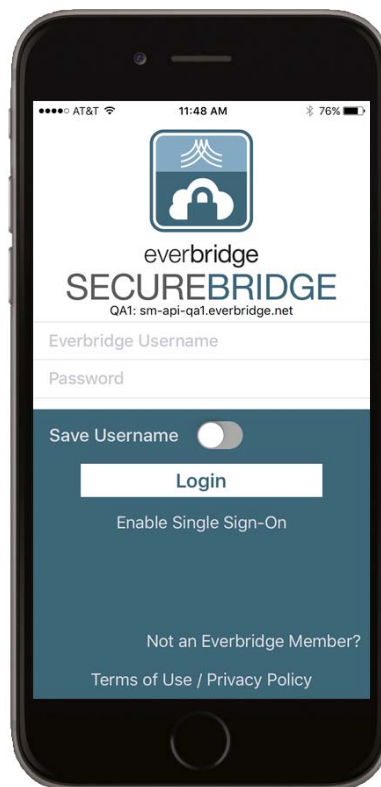 AT&T 11:48 AM 76%
everbridge
SECUREBRIDGE
QA1: sm-api-qa1.everbridge.net
Everbridge Username
Password
Save Username
Login
Enable Single Sign-On
Not an Everbridge Member?
Terms of Use / Privacy Policy